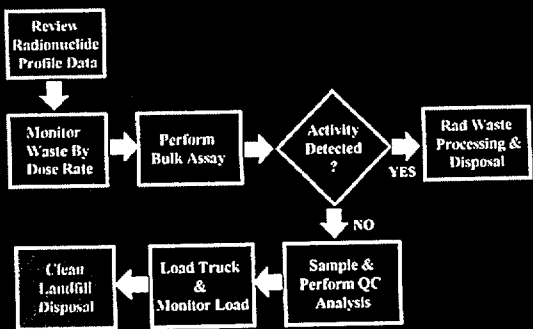 Review
Radionuclide
Profile Data
Monitor
Waste By
Dose Rate
Perform
Bulk Assay
Activity
Detected
?
YES
Rad Waste
Processing &
Disposal
NO
Sample &
Perform QC
Analysis
Load Truck
&
Monitor Load
Clean
Landfill
Disposal